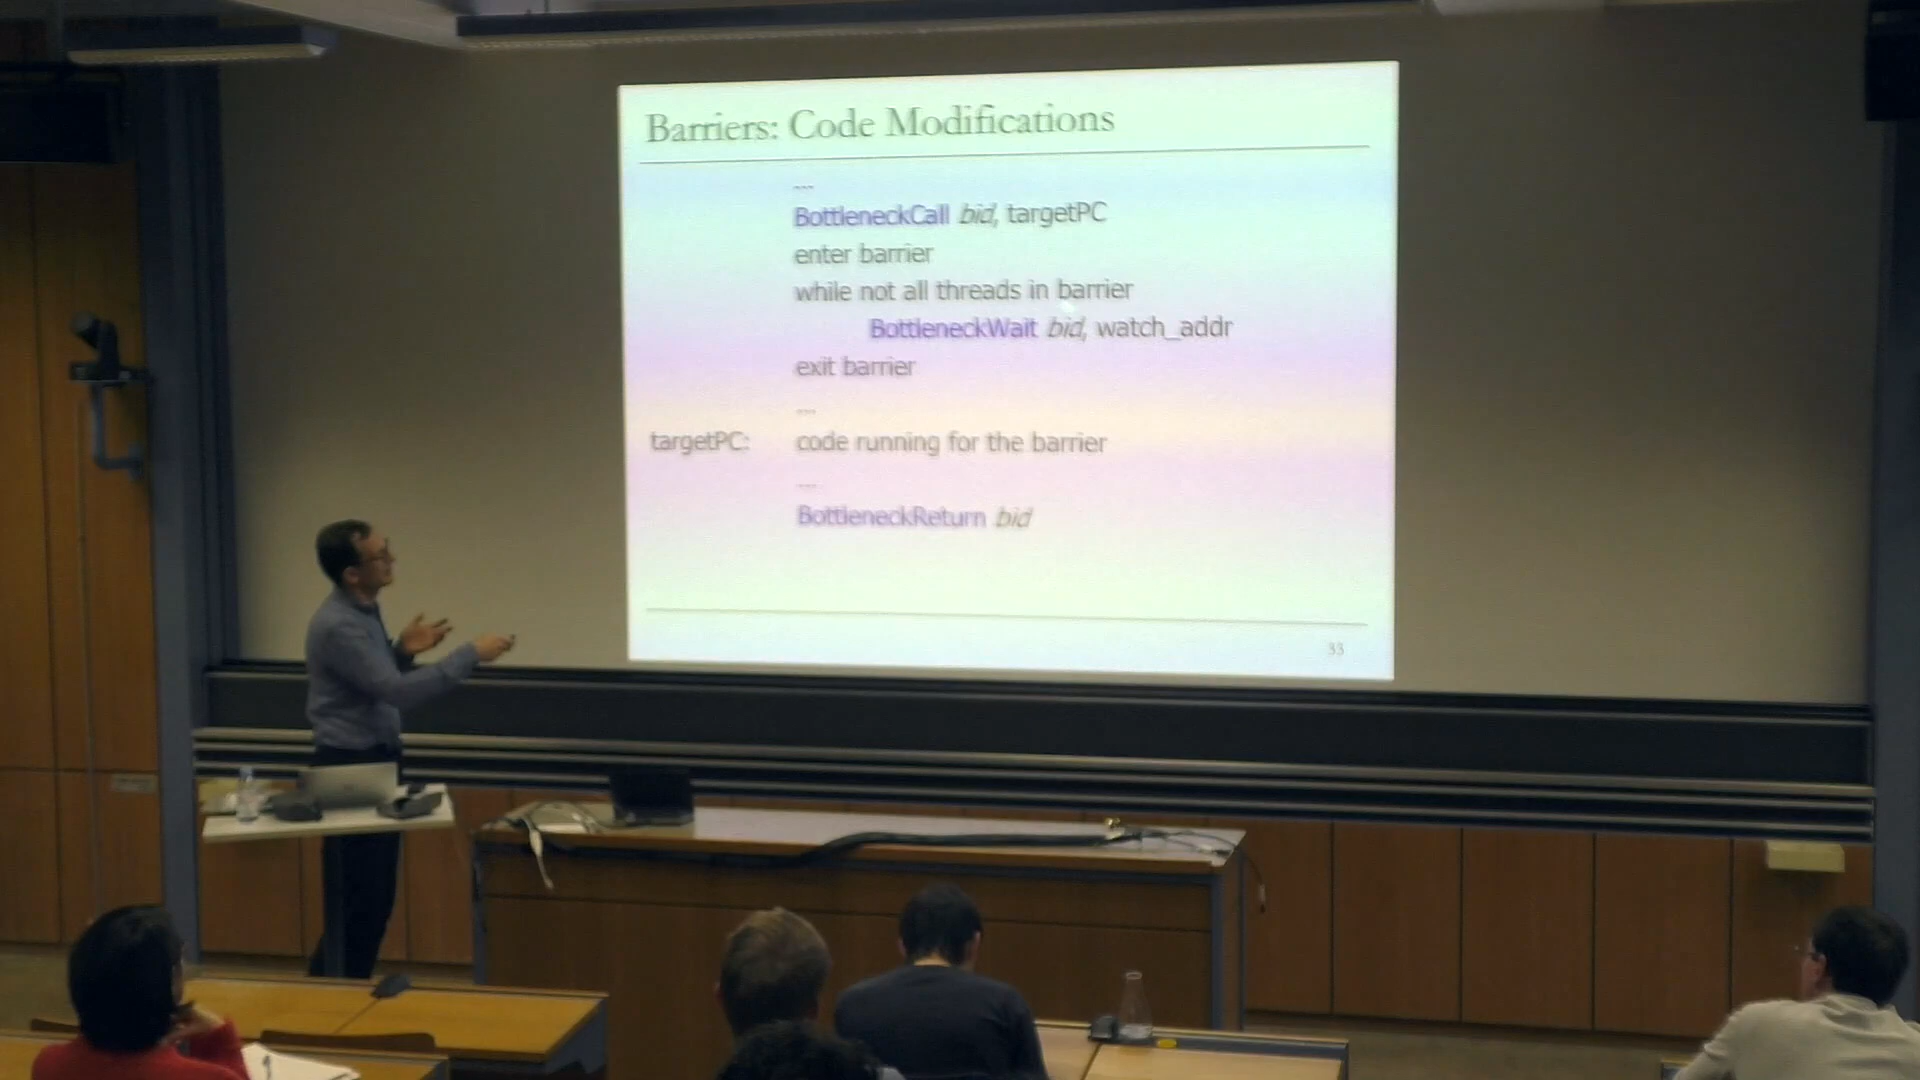 Barriers: Code Modifications
...
BottleneckCall bid, targetPC
enter barrier
while not all threads in barrier
BottleneckWait bid, watch_addr
exit barrier
...
targetPC: code running for the barrier
...
BottleneckReturn bid
33